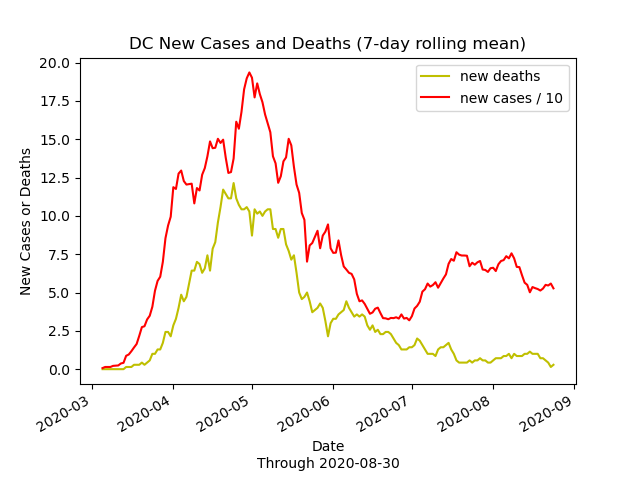 DC New Cases and Deaths (7-day rolling mean)
new deaths
new cases / 10
20.0
17.5
15.0
12.5
10.0
7.5
5.0
2.5
0.0
New Cases or Deaths
2020-03
2020-04
2020-05
2020-06
2020-07
2020-08
2020-09
Date
Through 2020-08-30